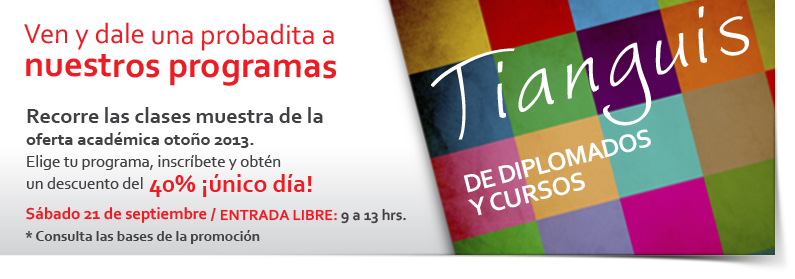 Ven y dale una probadita a
nuestros programas
Recorre las clases muestra de la
oferta académica otoño 2013.
Elige tu programa, inscríbete y obtén
un descuento del 40% ¡único día!
Sábado 21 de septiembre / ENTRADA LIBRE: 9 a 13 hrs.
* Consulta las bases de la promoción
Tianguis
DE DIPLOMADOS
Y CURSOS